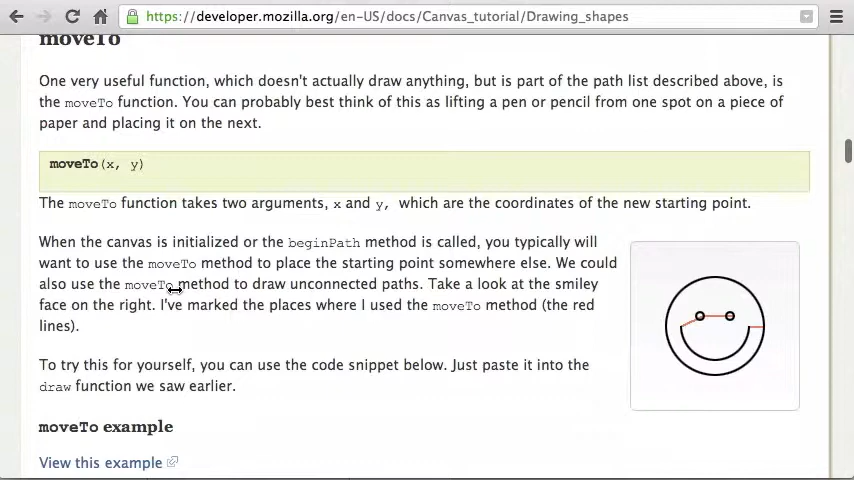 https://developer.mozilla.org/en-US/docs/Canvas_tutorial/Drawing_shapes
moveTo
One very useful function, which doesn't actually draw anything, but is part of the path list described above, is
the moveTo function. You can probably best think of this as lifting a pen or pencil from one spot on a piece of
paper and placing it on the next.
moveTo(x, y)
The moveTo function takes two arguments, x and y, which are the coordinates of the new starting point.
When the canvas is initialized or the beginPath method is called, you typically will
want to use the moveTo method to place the starting point somewhere else. We could
also use the moveTo method to draw unconnected paths. Take a look at the smiley
face on the right. I've marked the places where I used the moveTo method (the red
lines).
To try this for yourself, you can use the code snippet below. Just paste it into the
draw function we saw earlier.
moveTo example
View this example